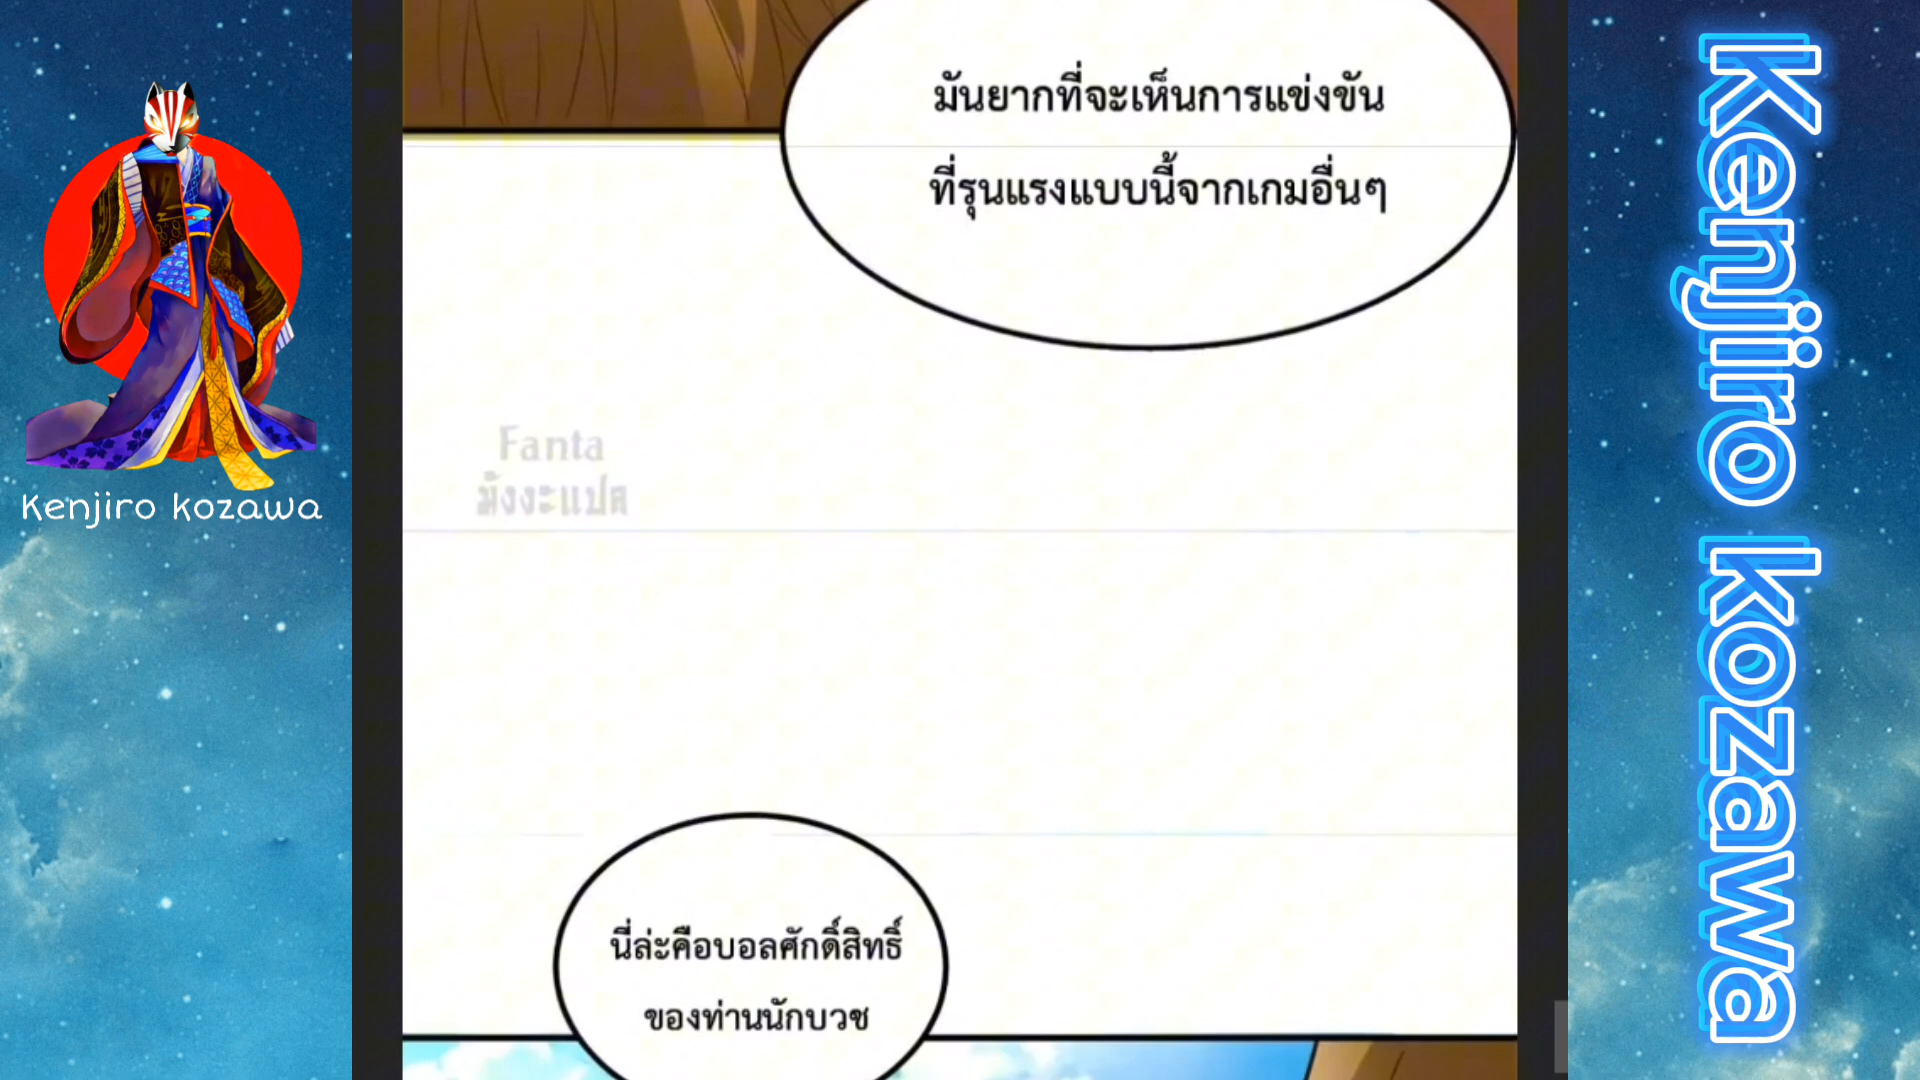 มันยากที่จะเห็นการแข่งขัน
ที่รุนแรงแบบนี้จากเกมอื่นๆ
Fanta
มังงะแปล
Kenjiro kozawa
นี่ล่ะคือบอลศักดิ์สิทธิ์
ของท่านนักบวช
Kenjiro kozawa